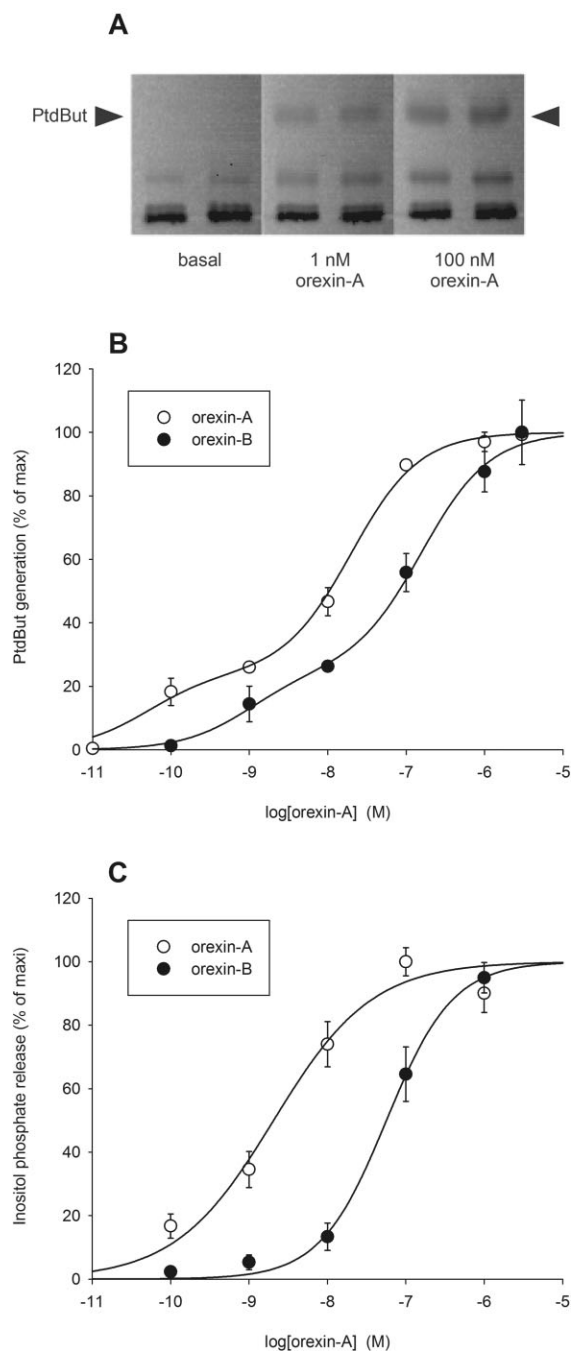 A
PtdBut
basal
1 nM
orexin-A
100 nM
orexin-A
B
120
100
80
60
40
20
0
PtdBut generation (% of max)
orexin-A
orexin-B
-11
-10
-9
-8
-7
-6
-5
log[orexin-A] (M)
C
120
100
80
60
40
20
0
Inositol phosphate release (% of maxi)
orexin-A
orexin-B
-11
-10
-9
-8
-7
-6
-5
log[orexin-A] (M)